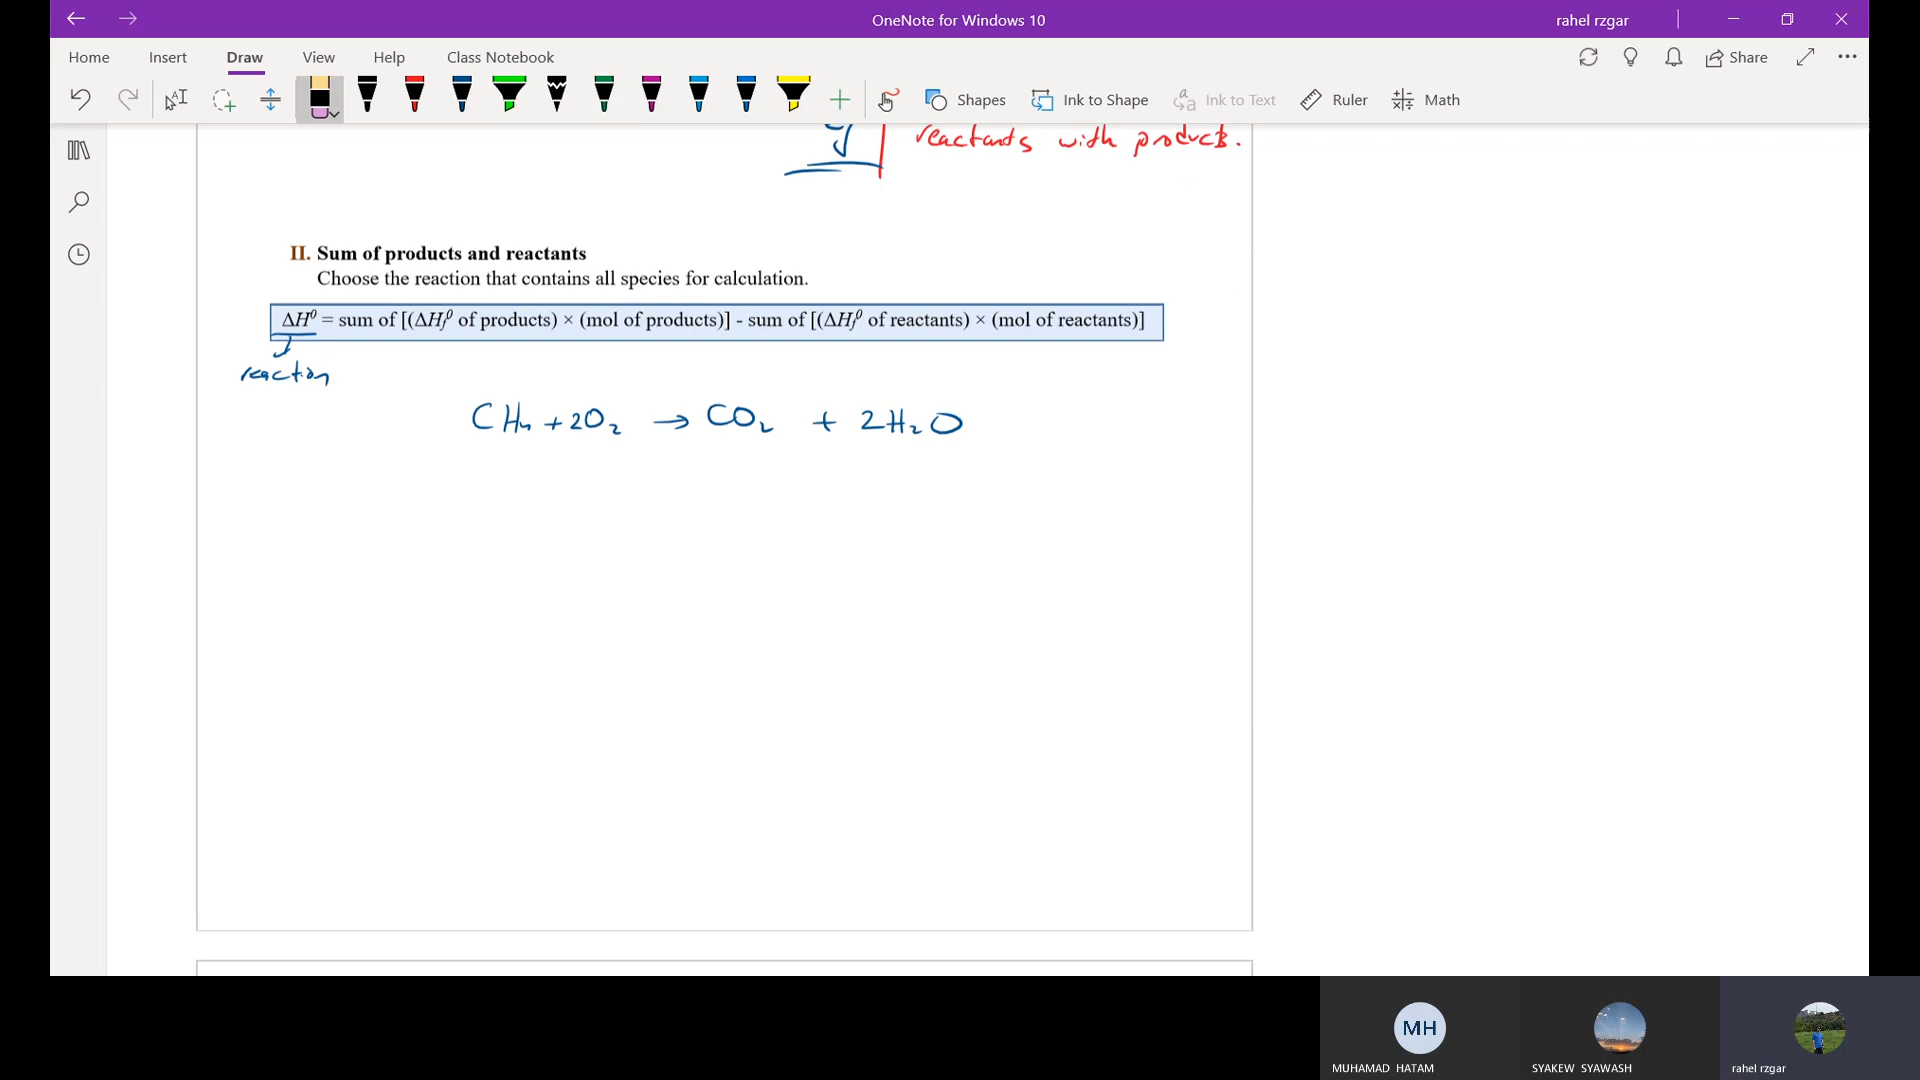 OneNote for Windows 10
rahel rzgar
Home Insert Draw View Help Class Notebook
Share
Shapes Ink to Shape Ink to Text Ruler Math
reactants with products.
II. Sum of products and reactants
Choose the reaction that contains all species for calculation.
ΔH⁰ = sum of [(ΔHf⁰ of products) × (mol of products)] - sum of [(ΔHf⁰ of reactants) × (mol of reactants)]
reaction
CH₄ + 2O₂ → CO₂ + 2H₂O
MH
MUHAMAD HATAM
SYAKEW SYAWASH
rahel rzgar